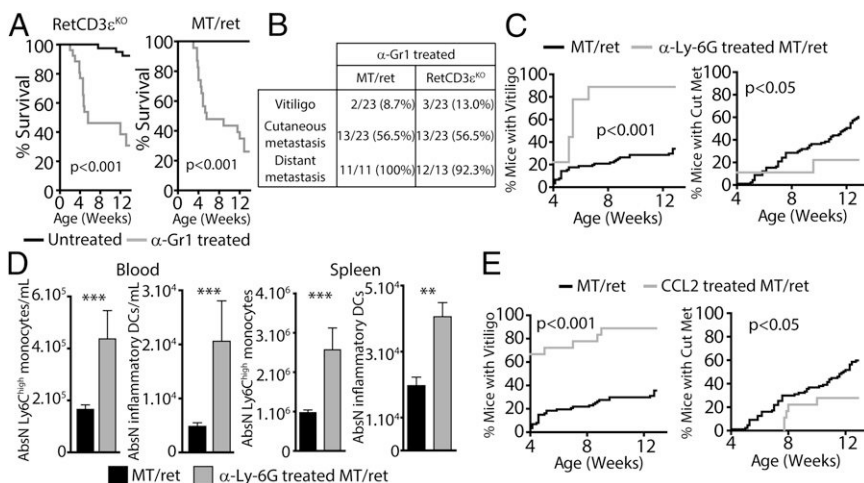 A
RetCD3ε^KO
MT/ret
% Survival
100
80
60
40
20
0
p<0.001
0 4 8 12
Age (Weeks)
% Survival
100
80
60
40
20
0
p<0.001
0 4 8 12
Age (Weeks)
Untreated α-Gr1 treated
B
α-Gr1 treated
MT/ret RetCD3ε^KO
Vitiligo 2/23 (8.7%) 3/23 (13.0%)
Cutaneous metastasis 13/23 (56.5%) 13/23 (56.5%)
Distant metastasis 11/11 (100%) 12/13 (92.3%)
C
MT/ret α-Ly-6G treated MT/ret
% Mice with Vitiligo
100
80
60
40
20
0
p<0.001
4 8 12
Age (Weeks)
% Mice with Cut Met
100
80
60
40
20
0
p<0.05
4 8 12
Age (Weeks)
D
Blood
Spleen
AbsN Ly6C^high monocytes/mL
6.10^5
4.10^5
2.10^5
0
***
AbsN inflammatory DCs/mL
3.10^4
2.10^4
1.10^4
0
***
AbsN Ly6C^high monocytes
4.10^6
3.10^6
2.10^6
1.10^6
0
***
AbsN inflammatory DCs
5.10^4
3.10^4
1.10^4
0
**
MT/ret α-Ly-6G treated MT/ret
E
MT/ret CCL2 treated MT/ret
% Mice with Vitiligo
100
80
60
40
20
0
p<0.001
4 8 12
Age (Weeks)
% Mice with Cut Met
100
80
60
40
20
0
p<0.05
4 8 12
Age (Weeks)